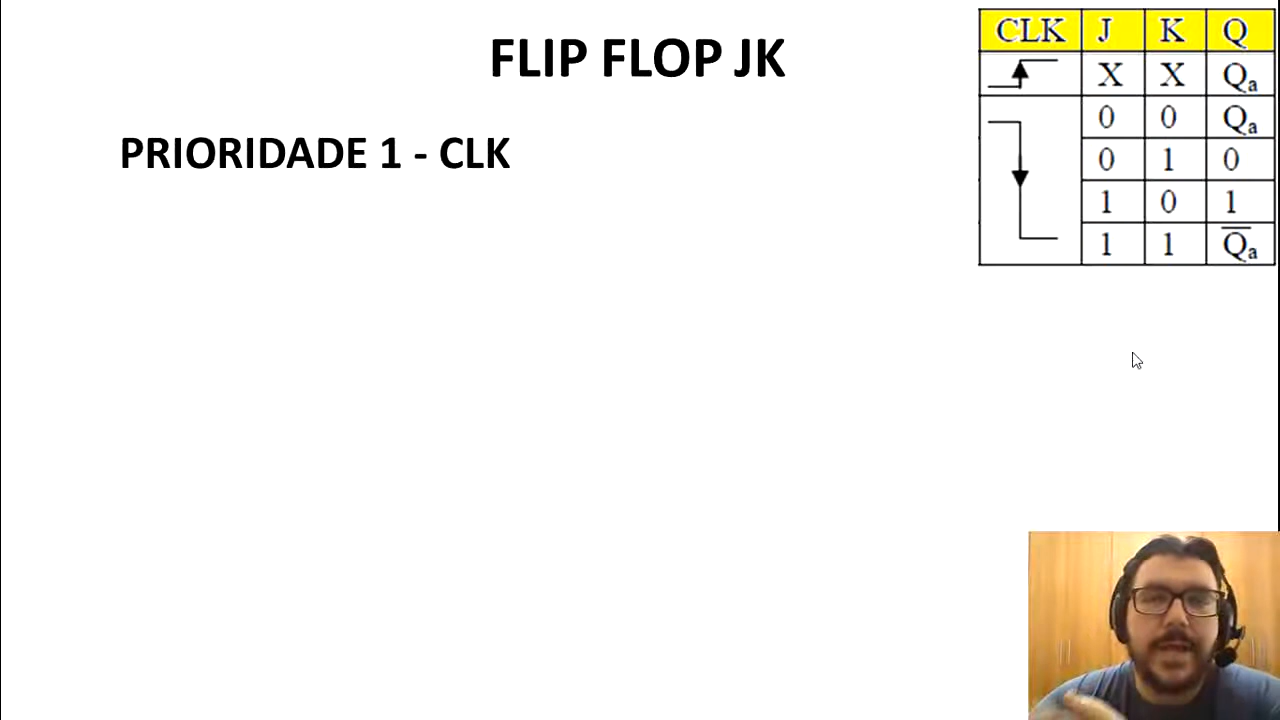 FLIP FLOP JK
PRIORIDADE 1 - CLK
CLK J K Q
X X Qa
0 0 Qa
0 1 0
1 0 1
1 1 Q̅a